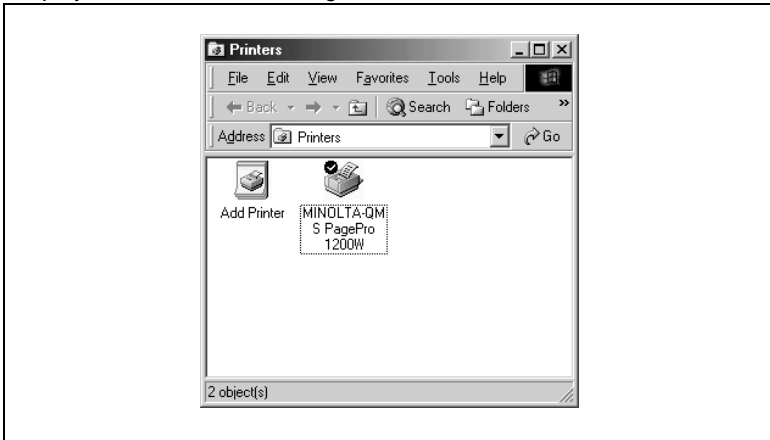 Printers
File Edit View Favorites Tools Help
Back Search Folders »
Address Printers Go
Add Printer
MINOLTA-QM
S PagePro
1200W
2 object(s)